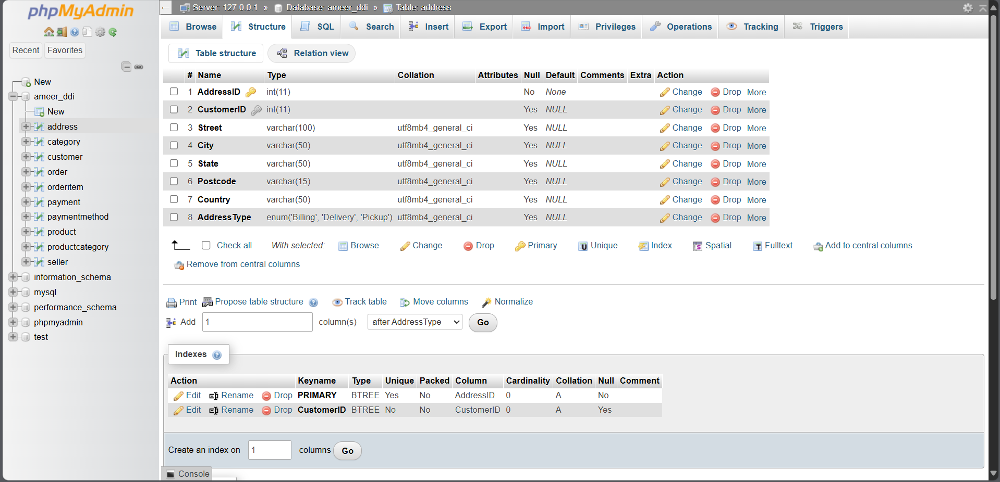 phpMyAdmin
Recent Favorites
New
ameer_ddi
New
address
category
customer
order
orderitem
payment
paymentmethod
product
productcategory
seller
information_schema
mysql
performance_schema
phpmyadmin
test
Server: 127.0.0.1 » Database: ameer_ddi » Table: address
Browse Structure SQL Search Insert Export Import Privileges Operations Tracking Triggers
Table structure Relation view
# Name Type Collation Attributes Null Default Comments Extra Action
1 AddressID int(11) No None Change Drop More
2 CustomerID int(11) Yes NULL Change Drop More
3 Street varchar(100) utf8mb4_general_ci Yes NULL Change Drop More
4 City varchar(50) utf8mb4_general_ci Yes NULL Change Drop More
5 State varchar(50) utf8mb4_general_ci Yes NULL Change Drop More
6 Postcode varchar(15) utf8mb4_general_ci Yes NULL Change Drop More
7 Country varchar(50) utf8mb4_general_ci Yes NULL Change Drop More
8 AddressType enum('Billing', 'Delivery', 'Pickup') utf8mb4_general_ci Yes NULL Change Drop More
Check all With selected: Browse Change Drop Primary Unique Index Spatial Fulltext Add to central columns
Remove from central columns
Print Propose table structure Track table Move columns Normalize
Add 1 column(s) after AddressType Go
Indexes
Action Keyname Type Unique Packed Column Cardinality Collation Null Comment
Edit Rename Drop PRIMARY BTREE Yes No AddressID 0 A No
Edit Rename Drop CustomerID BTREE No No CustomerID 0 A Yes
Create an index on 1 columns Go
Console